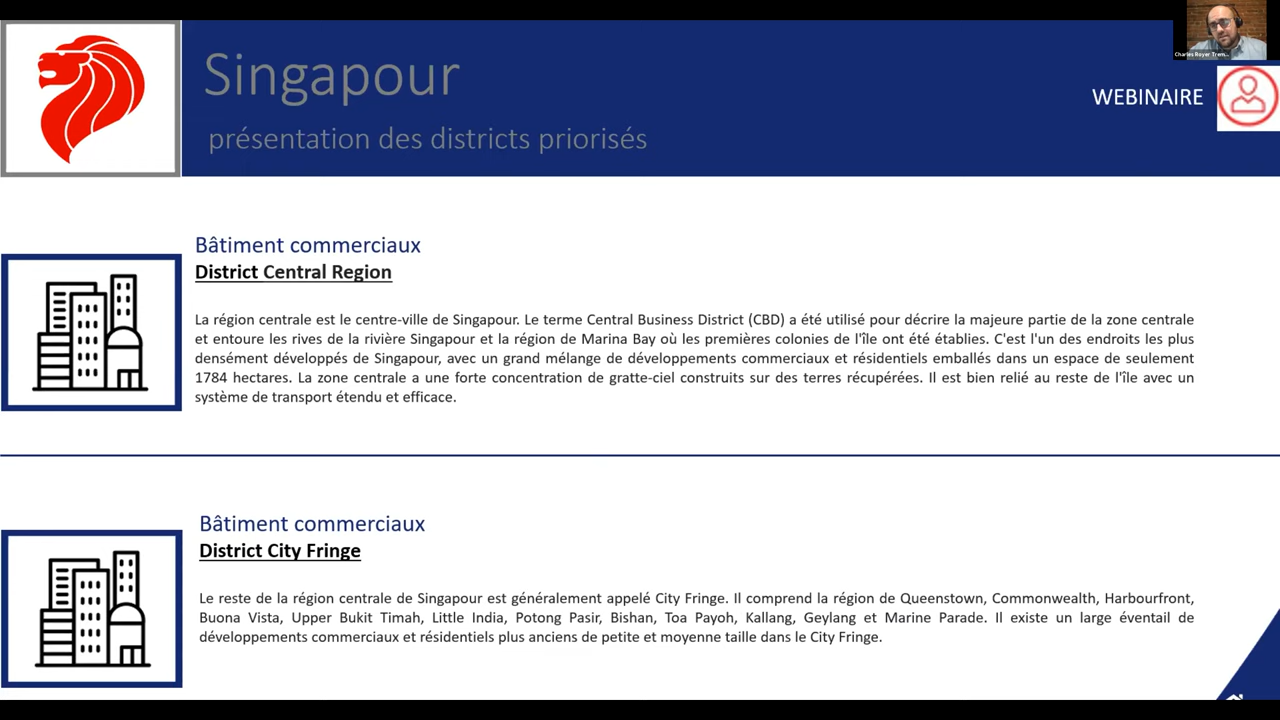 Singapour
présentation des districts priorisés
WEBINAIRE
Charles Royer Trem...
Bâtiment commerciaux
District Central Region
La région centrale est le centre-ville de Singapour. Le terme Central Business District (CBD) a été utilisé pour décrire la majeure partie de la zone centrale
et entoure les rives de la rivière Singapour et la région de Marina Bay où les premières colonies de l'île ont été établies. C'est l'un des endroits les plus
densément développés de Singapour, avec un grand mélange de développements commerciaux et résidentiels emballés dans un espace de seulement
1784 hectares. La zone centrale a une forte concentration de gratte-ciel construits sur des terres récupérées. Il est bien relié au reste de l'île avec un
système de transport étendu et efficace.
Bâtiment commerciaux
District City Fringe
Le reste de la région centrale de Singapour est généralement appelé City Fringe. Il comprend la région de Queenstown, Commonwealth, Harbourfront,
Buona Vista, Upper Bukit Timah, Little India, Potong Pasir, Bishan, Toa Payoh, Kallang, Geylang et Marine Parade. Il existe un large éventail de
développements commerciaux et résidentiels plus anciens de petite et moyenne taille dans le City Fringe.